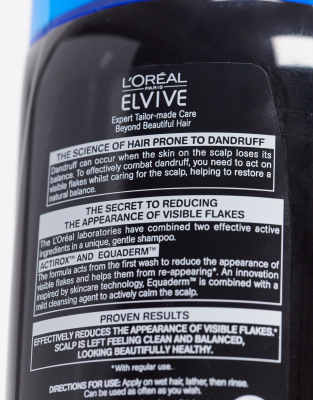 L'ORÉAL
PARIS
ELVIVE
Expert Tailor-made Care
Beyond Beautiful Hair
THE SCIENCE OF HAIR PRONE TO DANDRUFF
Dandruff can occur when the skin on the scalp loses its
balance. To effectively combat dandruff, you need to act on
visible flakes whilst caring for the scalp, helping to restore a
natural balance.
THE SECRET TO REDUCING
THE APPEARANCE OF VISIBLE FLAKES
The L'Oréal laboratories have combined two effective active
ingredients in a unique, gentle shampoo.
ACTIROX™ AND EQUADERM™
The formula acts from the first wash to reduce the appearance of
visible flakes and helps them from re-appearing*. An innovation
inspired by skincare technology, Equaderm™ is combined with a
mild cleansing agent to actively calm the scalp.
PROVEN RESULTS
EFFECTIVELY REDUCES THE APPEARANCE OF VISIBLE FLAKES.*
SCALP IS LEFT FEELING CLEAN AND BALANCED,
LOOKING BEAUTIFULLY HEALTHY.
*With regular use.
DIRECTIONS FOR USE: Apply on wet hair, lather, then rinse.
Can be used as often as you wish.